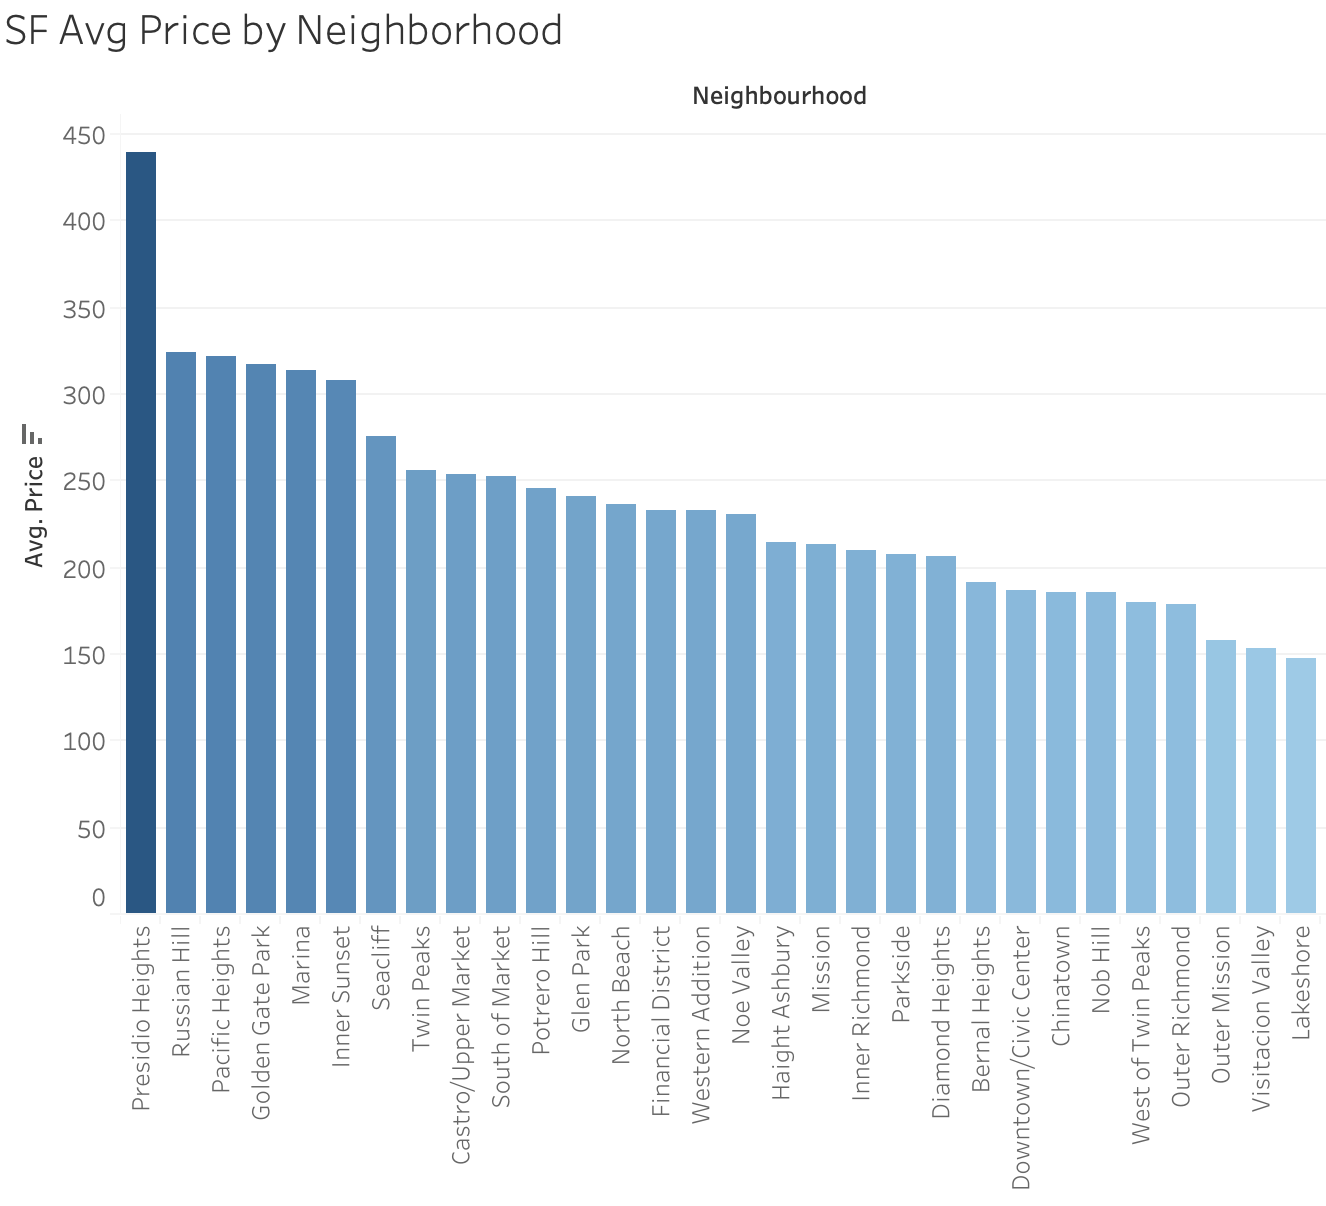 SF Avg Price by Neighborhood
Neighbourhood
Avg. Price
450
400
350
300
250
200
150
100
50
0
Presidio Heights
Russian Hill
Pacific Heights
Golden Gate Park
Marina
Inner Sunset
Seacliff
Twin Peaks
Castro/Upper Market
South of Market
Potrero Hill
Glen Park
North Beach
Financial District
Western Addition
Noe Valley
Haight Ashbury
Mission
Inner Richmond
Parkside
Diamond Heights
Bernal Heights
Downtown/Civic Center
Chinatown
Nob Hill
West of Twin Peaks
Outer Richmond
Outer Mission
Visitacion Valley
Lakeshore